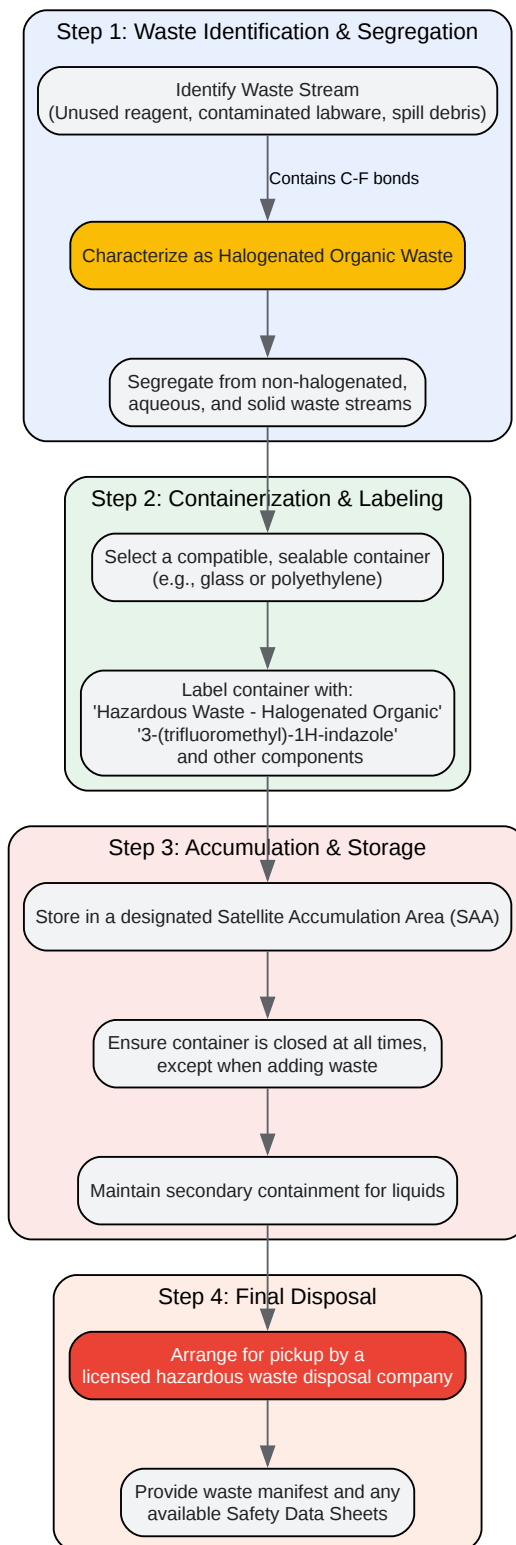 Step 1: Waste Identification & Segregation
Identify Waste Stream
(Unused reagent, contaminated labware, spill debris)
Contains C-F bonds
Characterize as Halogenated Organic Waste
Segregate from non-halogenated,
aqueous, and solid waste streams
Step 2: Containerization & Labeling
Select a compatible, sealable container
(e.g., glass or polyethylene)
Label container with:
'Hazardous Waste - Halogenated Organic'
'3-(trifluoromethyl)-1H-indazole'
and other components
Step 3: Accumulation & Storage
Store in a designated Satellite Accumulation Area (SAA)
Ensure container is closed at all times,
except when adding waste
Maintain secondary containment for liquids
Step 4: Final Disposal
Arrange for pickup by a
licensed hazardous waste disposal company
Provide waste manifest and any
available Safety Data Sheets